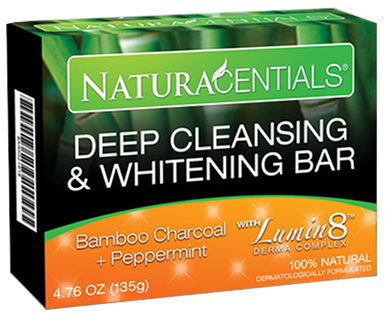 NATURACENTIALS®
DEEP CLEANSING
& WHITENING BAR
Bamboo Charcoal
+ Peppermint
WITH Lumin8™
DERMA COMPLEX
100% NATURAL
DERMATOLOGICALLY FORMULATED
4.76 OZ (135g)